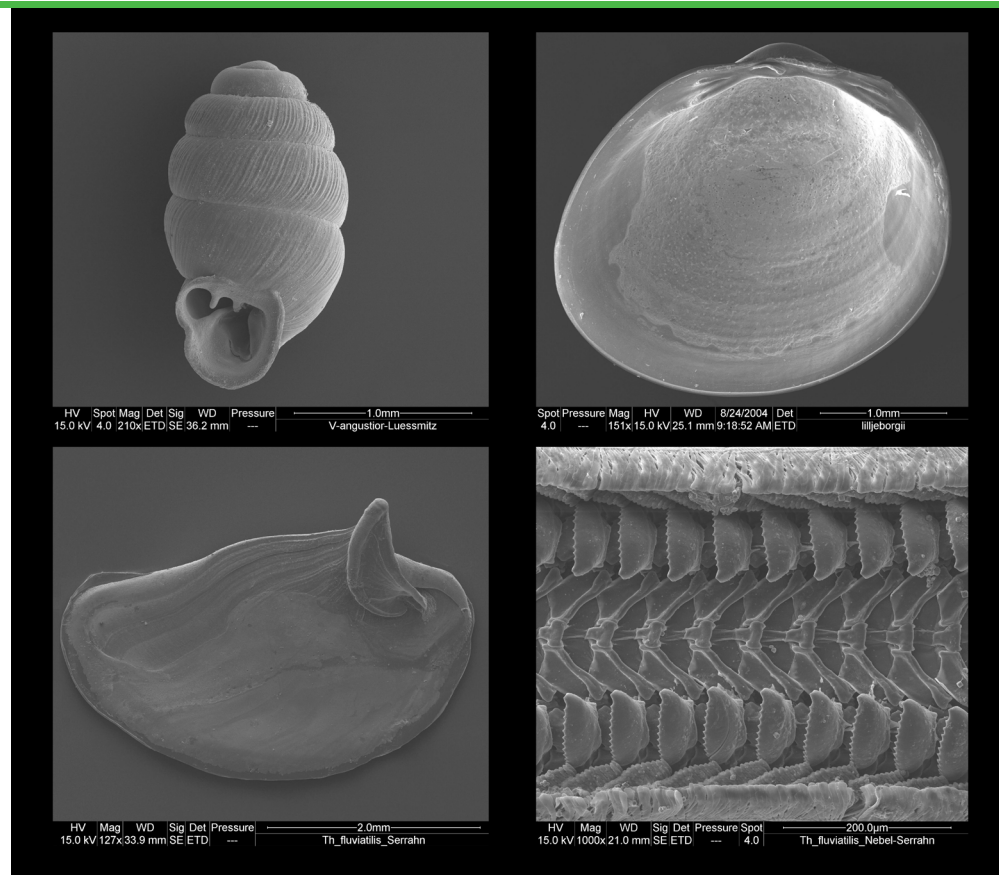 HV Spot Mag Det Sig WD Pressure 1.0mm
15.0 kV 4.0 210x ETD SE 36.2 mm --- V-angustior-Luessmitz
Spot Pressure Mag HV WD 8/24/2004 Det 1.0mm
4.0 --- 151x 15.0 kV 25.1 mm 9:18:52 AM ETD lilljeborgii
HV Mag WD Sig Det Pressure 2.0mm
15.0 kV 127x 33.9 mm SE ETD --- Th_fluviatilis_Serrahn
HV Mag WD Sig Det Pressure Spot 200.0µm
15.0 kV 1000x 21.0 mm SE ETD --- 4.0 Th_fluviatilis_Nebel-Serrahn